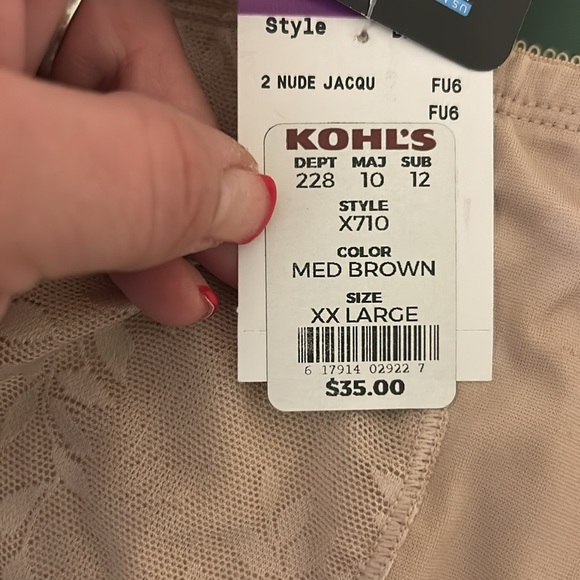 Style
2 NUDE JACQU FU6
FU6
KOHL'S
DEPT MAJ SUB
228 10 12
STYLE
X710
COLOR
MED BROWN
SIZE
XX LARGE
6 17914 02922 7
$35.00